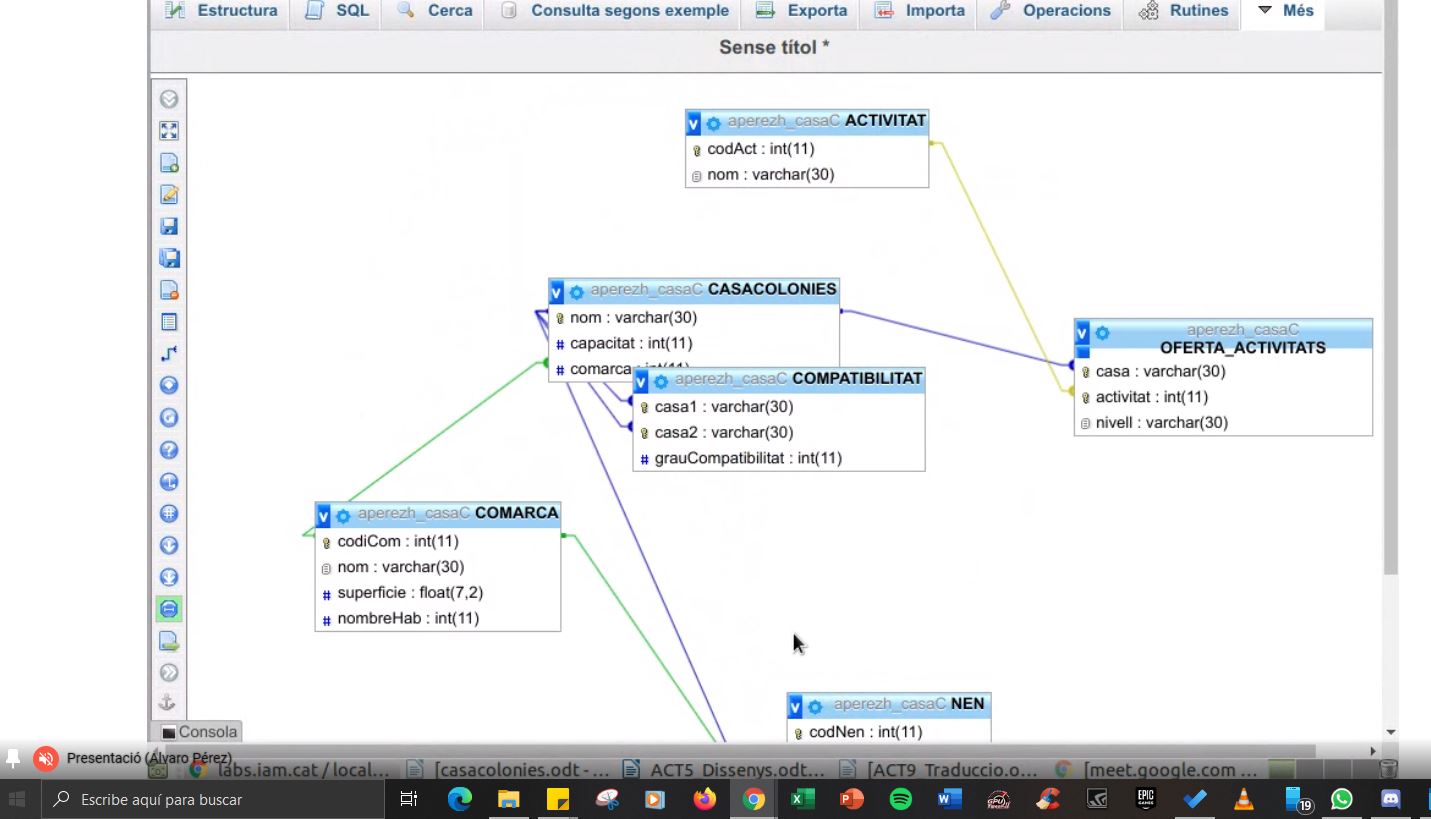 Estructura SQL Cerca Consulta segons exemple Exporta Importa Operacions Rutines Més
Sense títol *
aperezh_casaC ACTIVITAT
codAct : int(11)
nom : varchar(30)
aperezh_casaC CASACOLONIES
nom : varchar(30)
capacitat : int(11)
comarca : int(11)
aperezh_casaC
OFERTA_ACTIVITATS
casa : varchar(30)
activitat : int(11)
nivell : varchar(30)
aperezh_casaC COMPATIBILITAT
casa1 : varchar(30)
casa2 : varchar(30)
grauCompatibilitat : int(11)
aperezh_casaC COMARCA
codiCom : int(11)
nom : varchar(30)
superficie : float(7,2)
nombreHab : int(11)
aperezh_casaC NEN
codNen : int(11)
Consola
Presentació (Álvaro Pérez)
labs.iam.cat / local... [casacolonies.odt - ... ACT5_Dissenys.odt... [ACT9_Traduccio.o... [meet.google.com ...
Escribe aquí para buscar
EPIC
GAMES
19